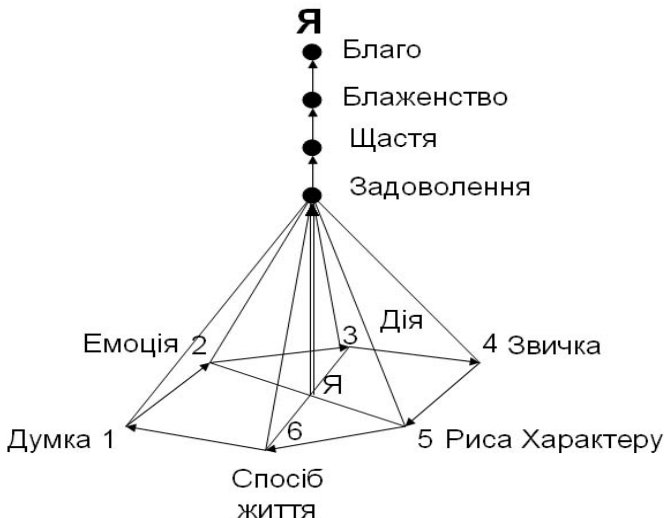 Я
Благо
Блаженство
Щастя
Задоволення
Дія
3
Емоція 2
4 Звичка
Я
Думка 1
6
5 Риса Характеру
Спосіб
життя